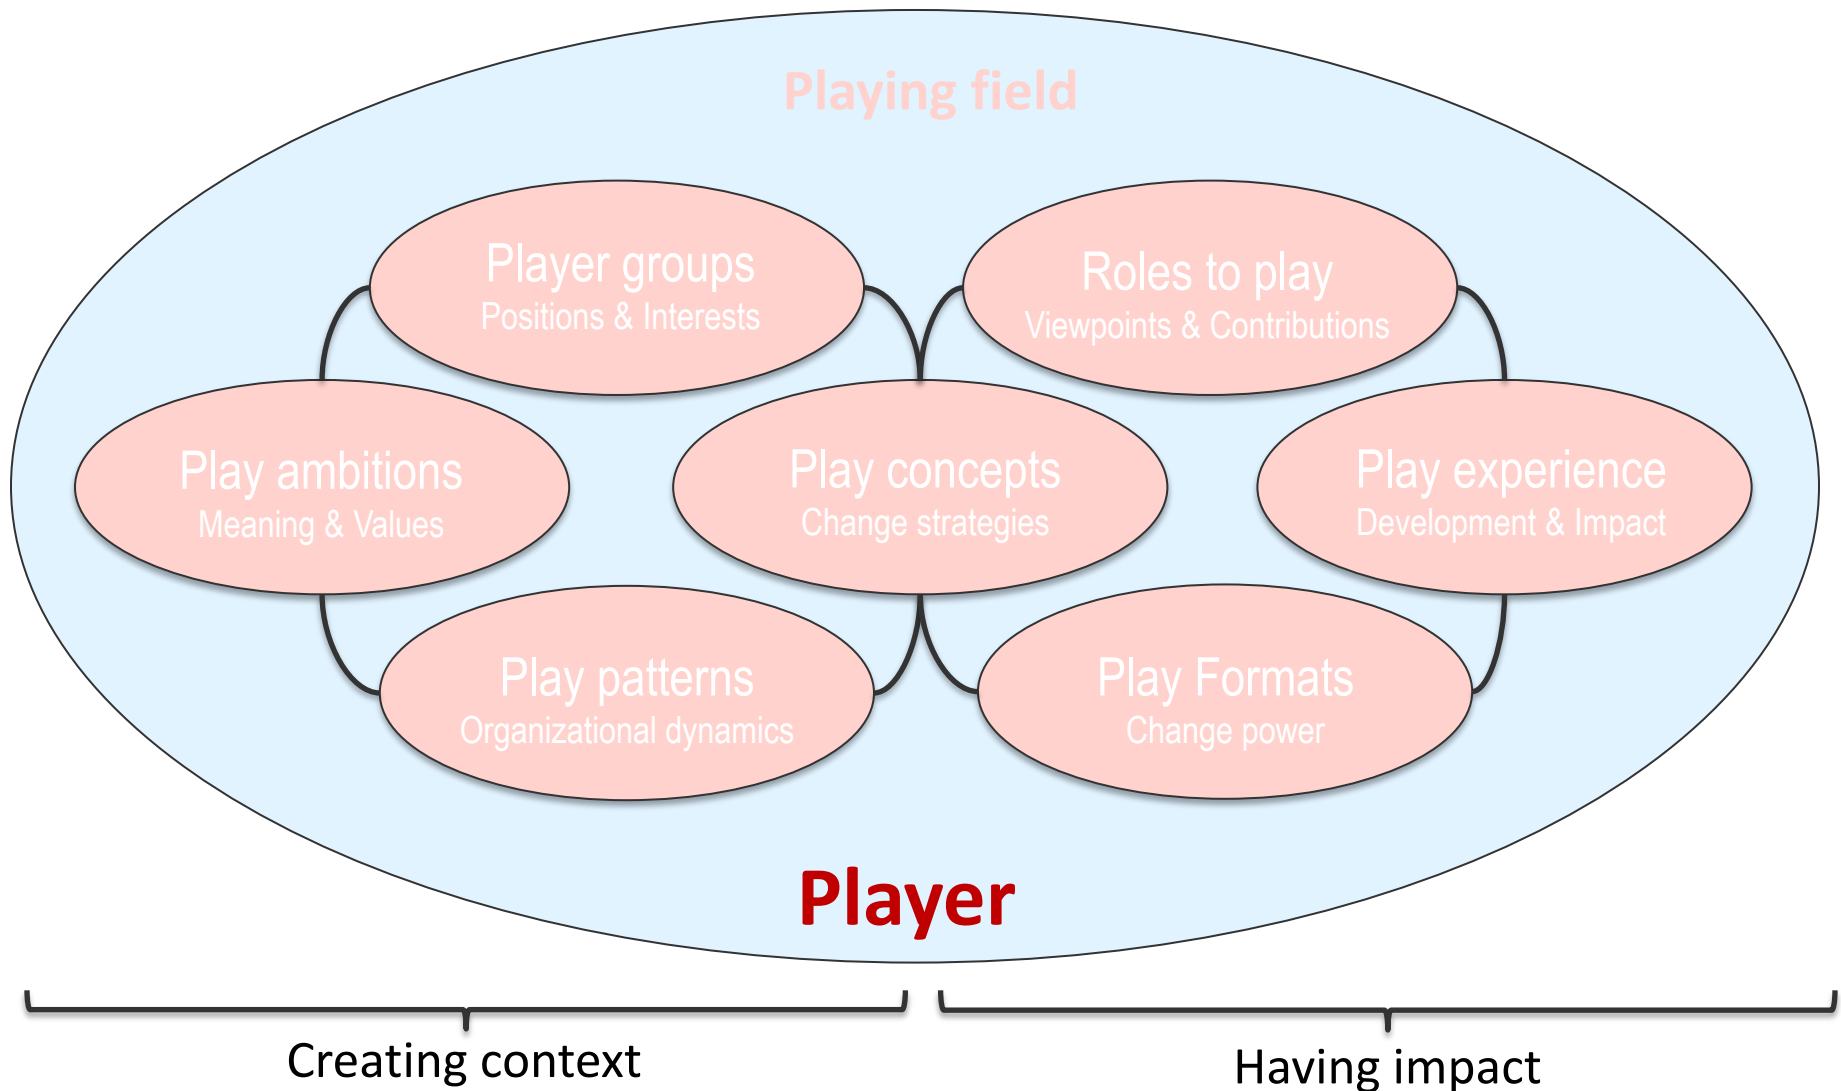 Playing field
Player groups
Positions & Interests
Roles to play
Viewpoints & Contributions
Play ambitions
Meaning & Values
Play concepts
Change strategies
Play experience
Development & Impact
Play patterns
Organizational dynamics
Play Formats
Change power
Player
Creating context
Having impact